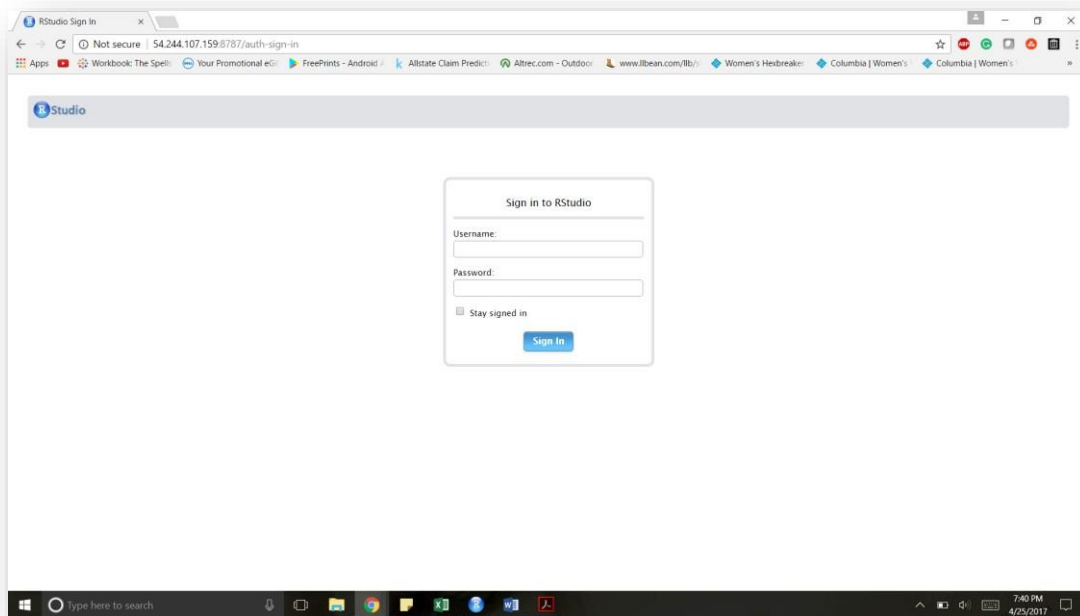 RStudio Sign In
Not secure | 54.244.107.159:8787/auth-sign-in
Apps Workbook: The Spells Your Promotional eGi FreePrints - Android A Allstate Claim Predicti Altrec.com - Outdoor www.llbean.com/llb/s Women's Hexbreaker Columbia | Women's Columbia | Women's »
R Studio
Sign in to RStudio
Username:
Password:
Stay signed in
Sign In
Type here to search
7:40 PM
4/25/2017